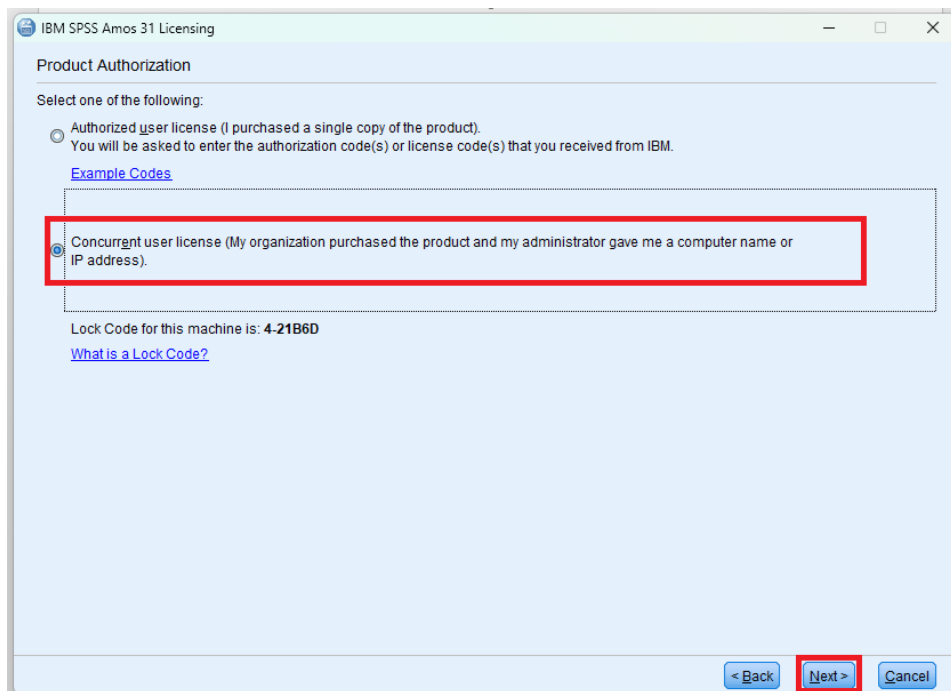 IBM SPSS Amos 31 Licensing
Product Authorization
Select one of the following:
Authorized user license (I purchased a single copy of the product).
You will be asked to enter the authorization code(s) or license code(s) that you received from IBM.
Example Codes
Concurrent user license (My organization purchased the product and my administrator gave me a computer name or
IP address).
Lock Code for this machine is: 4-21B6D
What is a Lock Code?
< Back Next > Cancel